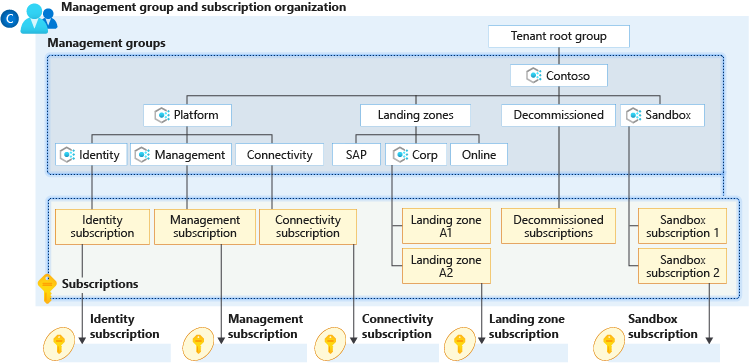 C
Management group and subscription organization
Management groups
Tenant root group
Contoso
Platform
Landing zones
Decommissioned
Sandbox
Identity
Management
Connectivity
SAP
Corp
Online
Identity
subscription
Management
subscription
Connectivity
subscription
Landing zone
A1
Decommissioned
subscriptions
Sandbox
subscription 1
Landing zone
A2
Sandbox
subscription 2
Subscriptions
Identity
subscription
Management
subscription
Connectivity
subscription
Landing zone
subscription
Sandbox
subscription